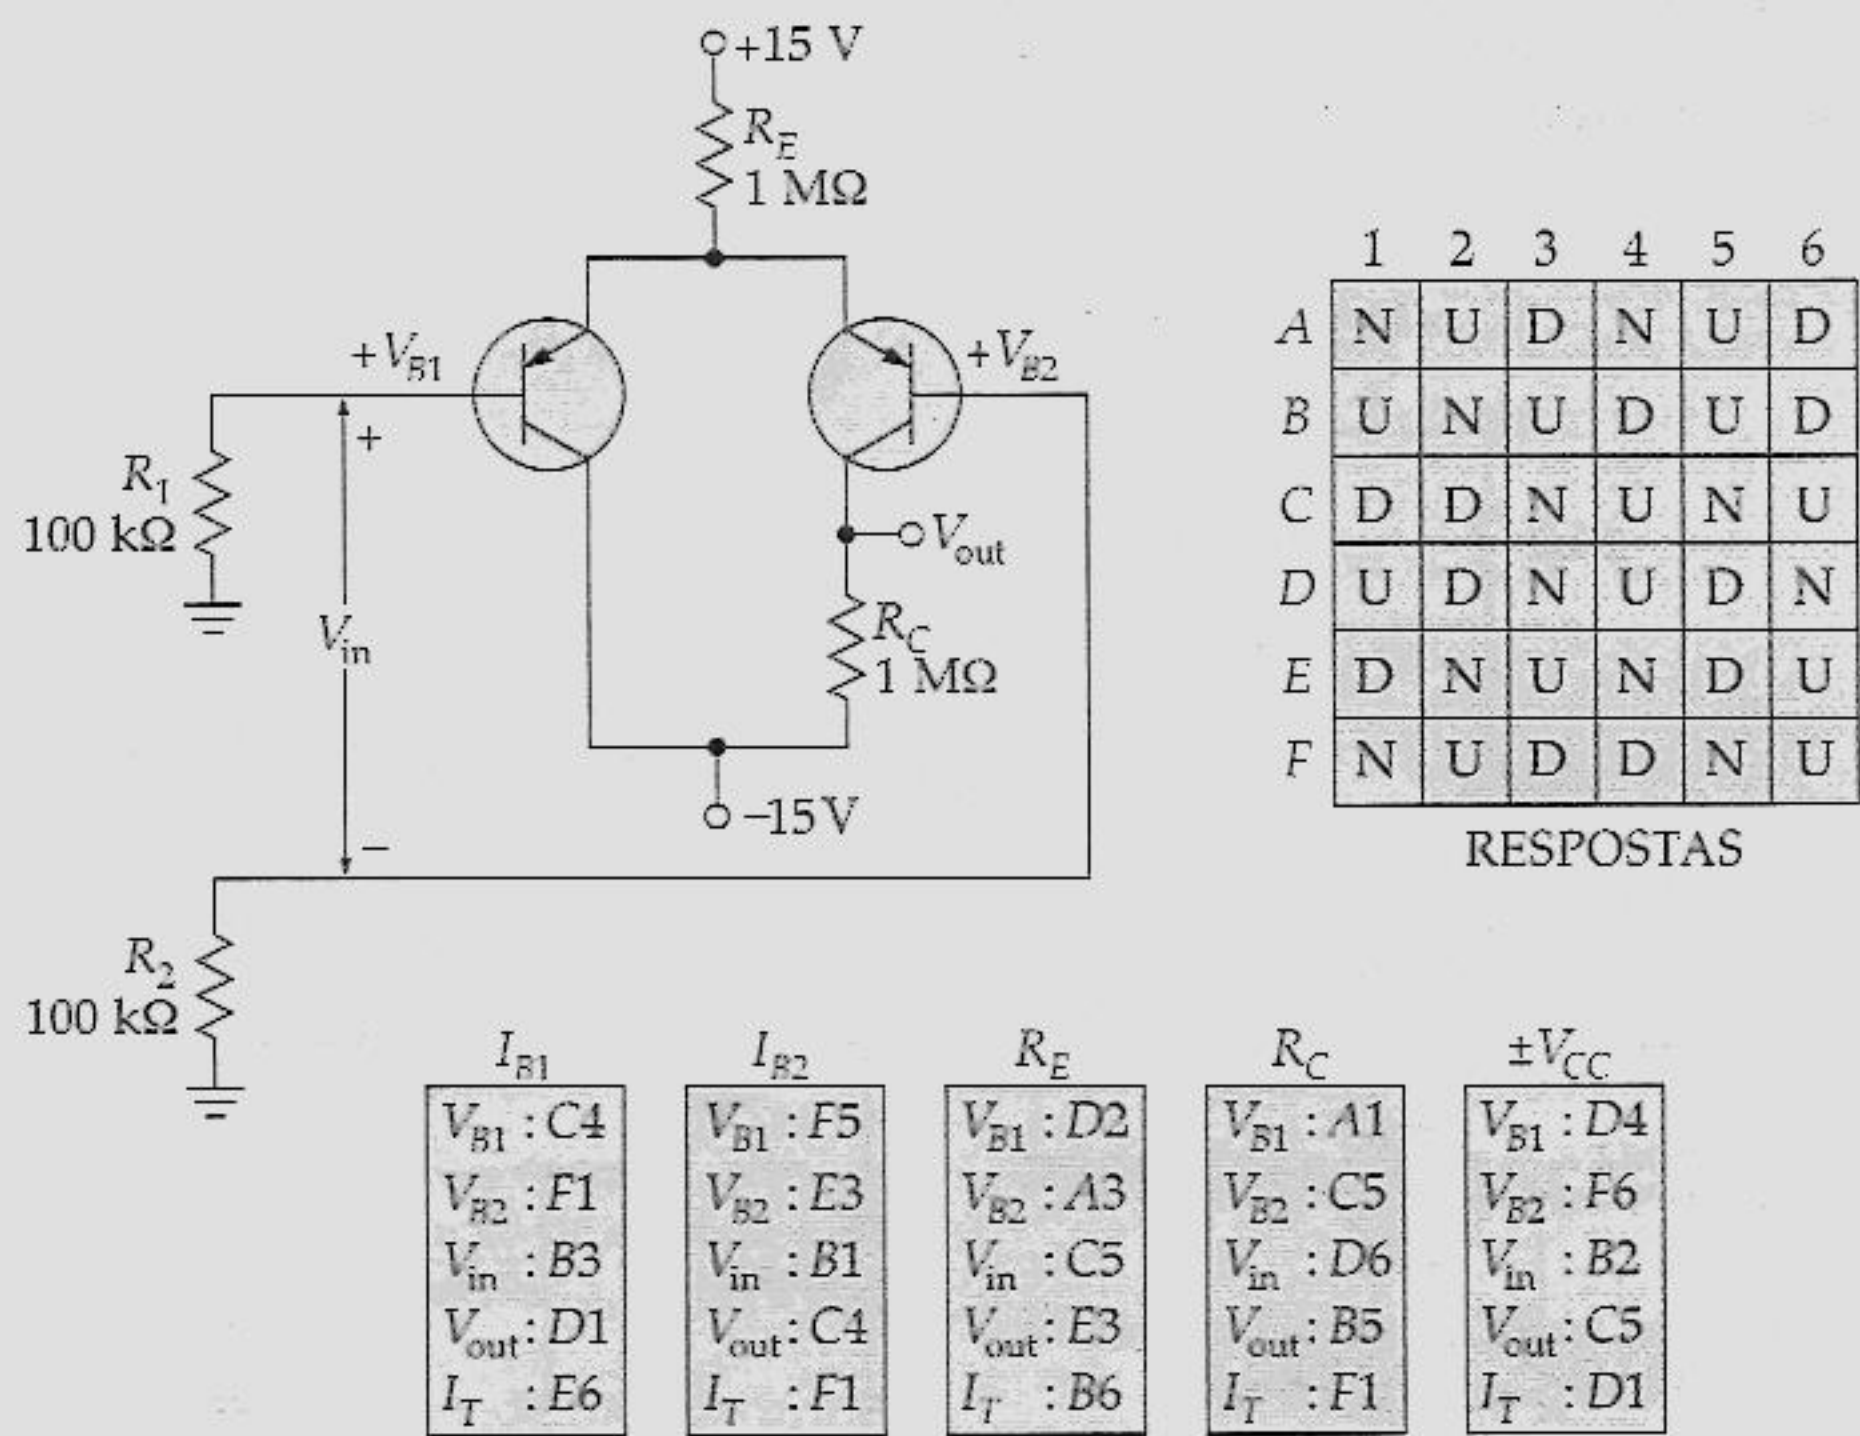 +15 V
R_E
1 MΩ
+V_B1
+V_B2
R_1
100 kΩ
+
V_in
−
V_out
R_C
1 MΩ
−15 V
R_2
100 kΩ
1 2 3 4 5 6
A N U D N U D
B U N U D U D
C D D N U N U
D U D N U D N
E D N U N D U
F N U D D N U
RESPOSTAS
I_B1
V_B1 : C4
V_B2 : F1
V_in : B3
V_out : D1
I_T : E6
I_B2
V_B1 : F5
V_B2 : E3
V_in : B1
V_out : C4
I_T : F1
R_E
V_B1 : D2
V_B2 : A3
V_in : C5
V_out : E3
I_T : B6
R_C
V_B1 : A1
V_B2 : C5
V_in : D6
V_out : B5
I_T : F1
±V_CC
V_B1 : D4
V_B2 : F6
V_in : B2
V_out : C5
I_T : D1